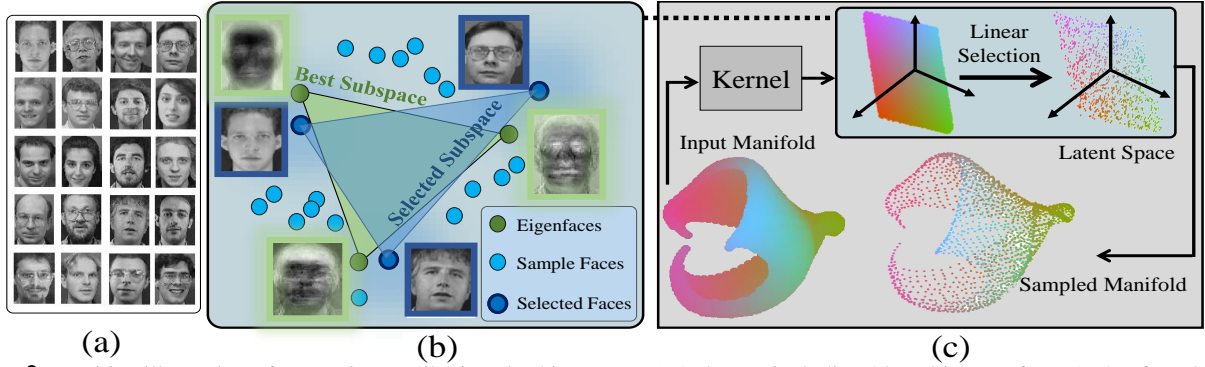 Best Subspace
Selected Subspace
Eigenfaces
Sample Faces
Selected Faces
Kernel
Linear
Selection
Input Manifold
Latent Space
Sampled Manifold
(a)
(b)
(c)